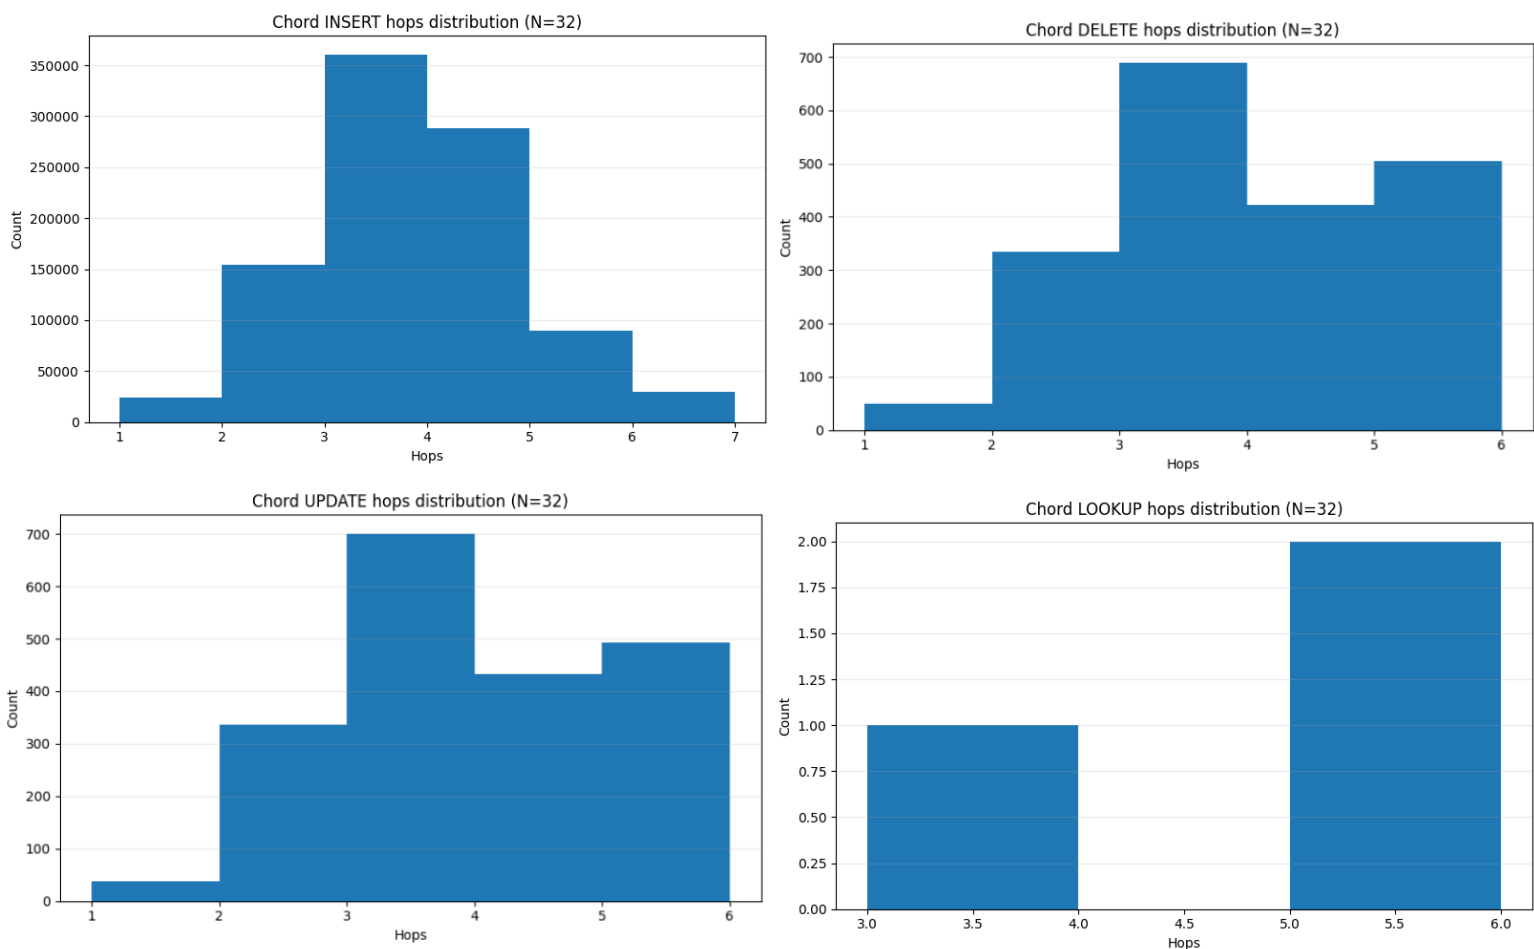 Chord INSERT hops distribution (N=32)
350000
300000
250000
200000
150000
100000
50000
0
Count
1 2 3 4 5 6 7
Hops
Chord DELETE hops distribution (N=32)
700
600
500
400
300
200
100
0
Count
1 2 3 4 5 6
Hops
Chord UPDATE hops distribution (N=32)
700
600
500
400
300
200
100
0
Count
1 2 3 4 5 6
Hops
Chord LOOKUP hops distribution (N=32)
2.00
1.75
1.50
1.25
1.00
0.75
0.50
0.25
0.00
Count
3.0 3.5 4.0 4.5 5.0 5.5 6.0
Hops